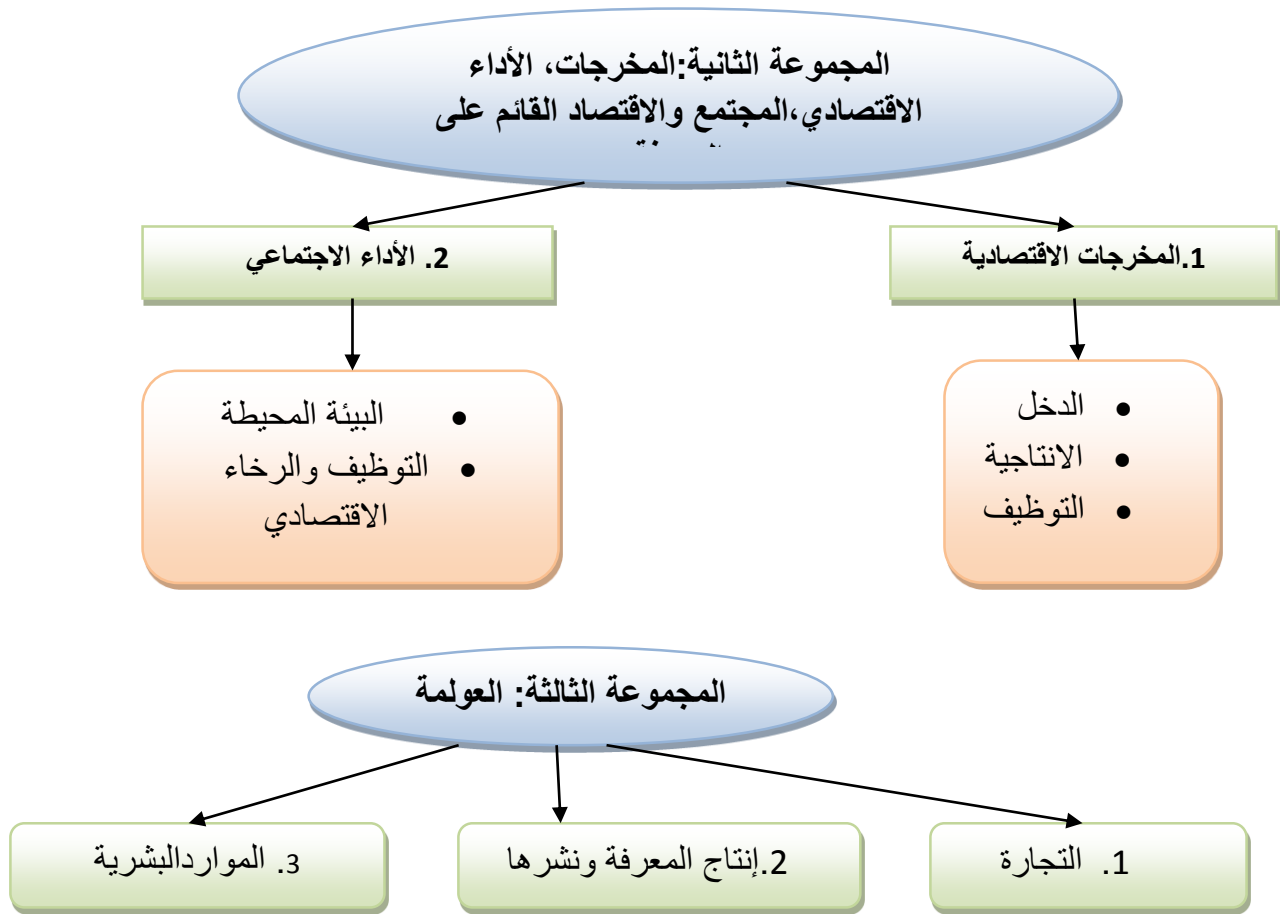 المجموعة الثانية:المخرجات، الأداء
الاقتصادي،المجتمع والاقتصاد القائم على
1.المخرجات الاقتصادية
2. الأداء الاجتماعي
• الدخل
• الانتاجية
• التوظيف
• البيئة المحيطة
• التوظيف والرخاء
الاقتصادي
المجموعة الثالثة: العولمة
1. التجارة
2.إنتاج المعرفة ونشرها
3. المواردالبشرية